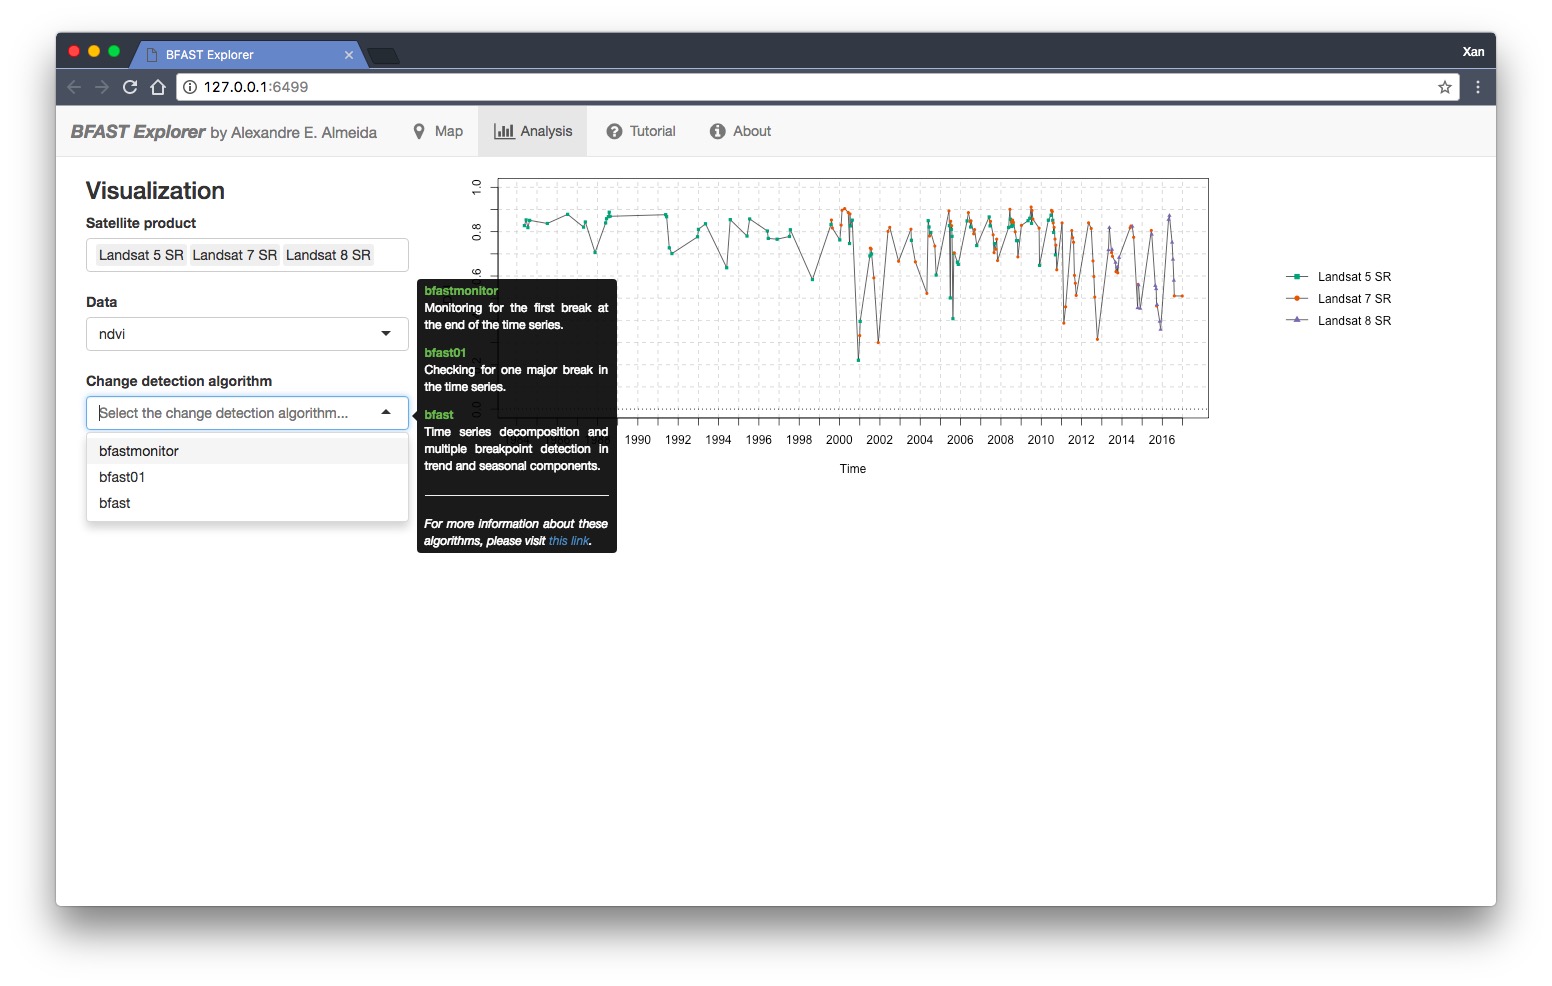 BFAST Explorer
Xan
127.0.0.1:6499
BFAST Explorer by Alexandre E. Almeida
Map
Analysis
Tutorial
About
Visualization
Satellite product
Landsat 5 SR Landsat 7 SR Landsat 8 SR
Data
ndvi
Change detection algorithm
Select the change detection algorithm...
bfastmonitor
bfast01
bfast
bfastmonitor
Monitoring for the first break at
the end of the time series.
bfast01
Checking for one major break in
the time series.
bfast
Time series decomposition and
multiple breakpoint detection in
trend and seasonal components.
For more information about these
algorithms, please visit this link.
1.0
0.8
0.0
1990 1992 1994 1996 1998 2000 2002 2004 2006 2008 2010 2012 2014 2016
Time
Landsat 5 SR
Landsat 7 SR
Landsat 8 SR